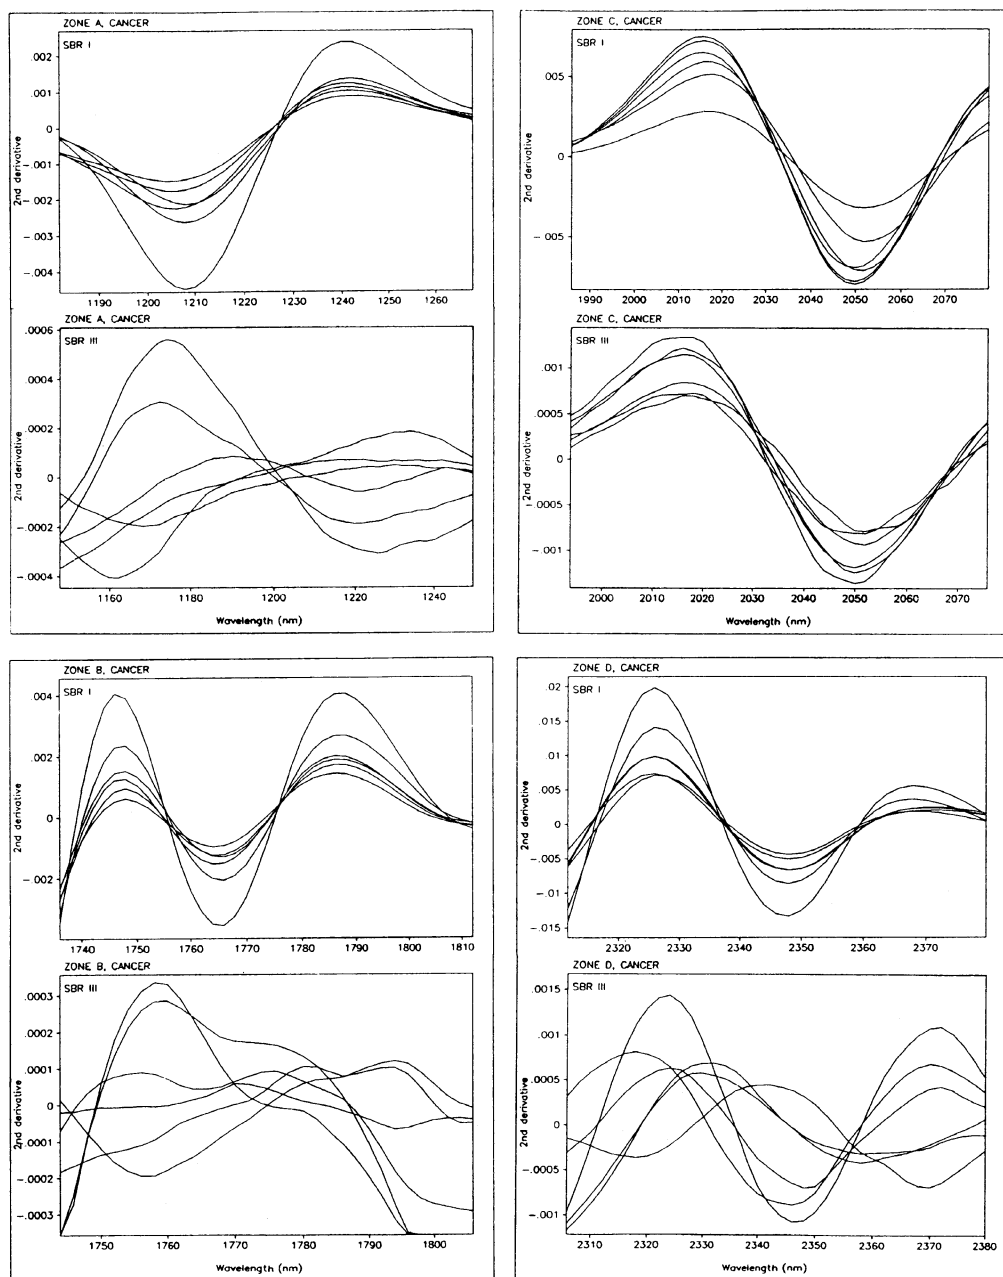 ZONE A, CANCER
SBR I
.002
.001
0
-.001
-.002
-.003
-.004
2nd derivative
1190 1200 1210 1220 1230 1240 1250 1260
ZONE A, CANCER
SBR III
0.0006
0.0004
0.0002
0
-0.0002
-0.0004
2nd derivative
1160 1180 1200 1220 1240
Wavelength (nm)
ZONE C, CANCER
SBR I
.005
0
-.005
2nd derivative
1990 2000 2010 2020 2030 2040 2050 2060 2070
ZONE C, CANCER
SBR III
.001
0.0005
0
-.0005
-.001
2nd derivative
2000 2010 2020 2030 2040 2050 2060 2070
Wavelength (nm)
ZONE B, CANCER
SBR I
.004
.002
0
-.002
2nd derivative
1740 1750 1760 1770 1780 1790 1800 1810
ZONE B, CANCER
SBR III
.0003
.0002
.0001
0
-.0001
-.0002
-.0003
2nd derivative
1750 1760 1770 1780 1790 1800
Wavelength (nm)
ZONE D, CANCER
SBR I
.02
.015
.01
.005
0
-.005
-.01
-.015
2nd derivative
2320 2330 2340 2350 2360 2370
ZONE D, CANCER
SBR III
.0015
.001
.0005
0
-.0005
-.001
2nd derivative
2310 2320 2330 2340 2350 2360 2370 2380
Wavelength (nm)